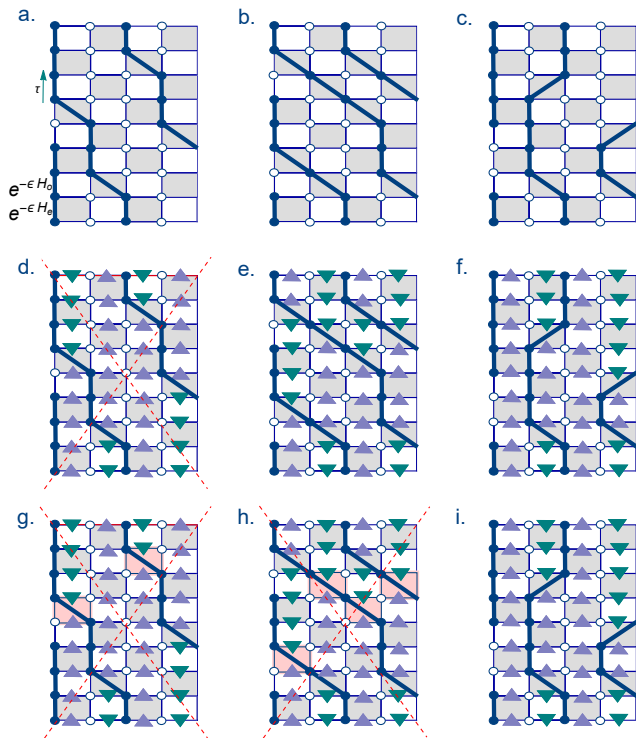 a. b. c.
τ
e^{-ϵ H_o}
e^{-ϵ H_e}
d. e. f.
g. h. i.